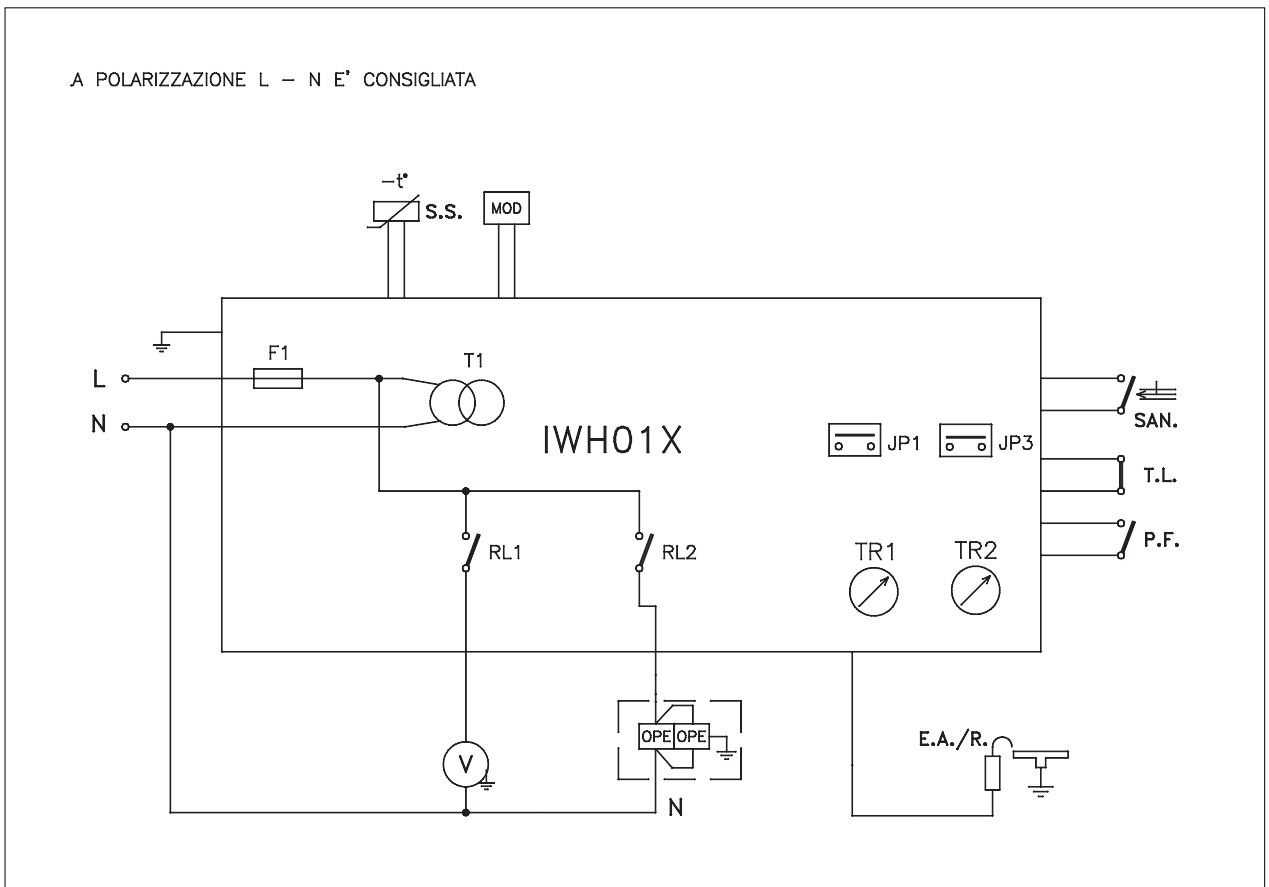 .A POLARIZZAZIONE L – N E' CONSIGLIATA
–t°
S.S.
MOD
F1
T1
L
N
IWH01X
JP1
JP3
SAN.
T.L.
P.F.
RL1
RL2
TR1
TR2
OPE OPE
V
E.A./R.
N